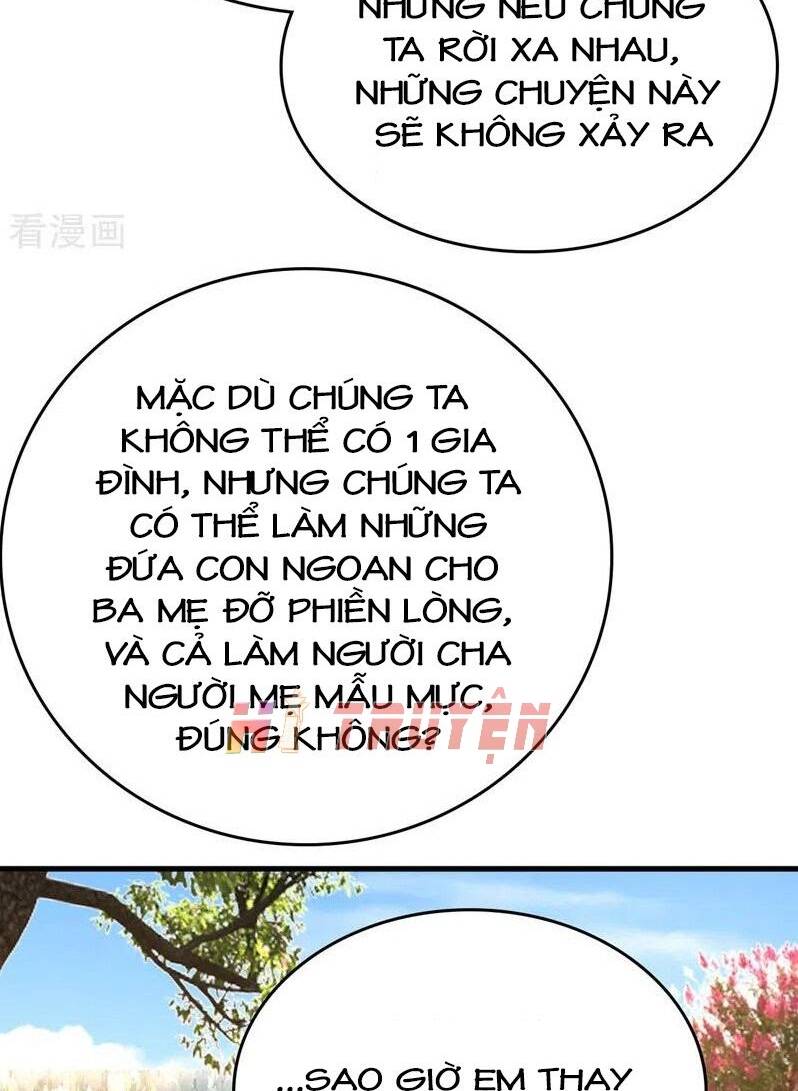 NHƯNG NẾU CHÚNG
TA RỜI XA NHAU,
NHỮNG CHUYỆN NÀY
SẼ KHÔNG XẢY RA
看漫画
MẶC DÙ CHÚNG TA
KHÔNG THỂ CÓ 1 GIA
ĐÌNH, NHƯNG CHÚNG TA
CÓ THỂ LÀM NHỮNG
ĐỨA CON NGOAN CHO
BA MẸ ĐỠ PHIỀN LÒNG,
VÀ CẢ LÀM NGƯỜI CHA
NGƯỜI MẸ MẪU MỰC,
HI TRUYỆN
ĐÚNG KHÔNG?
...SAO GIỜ EM THAY